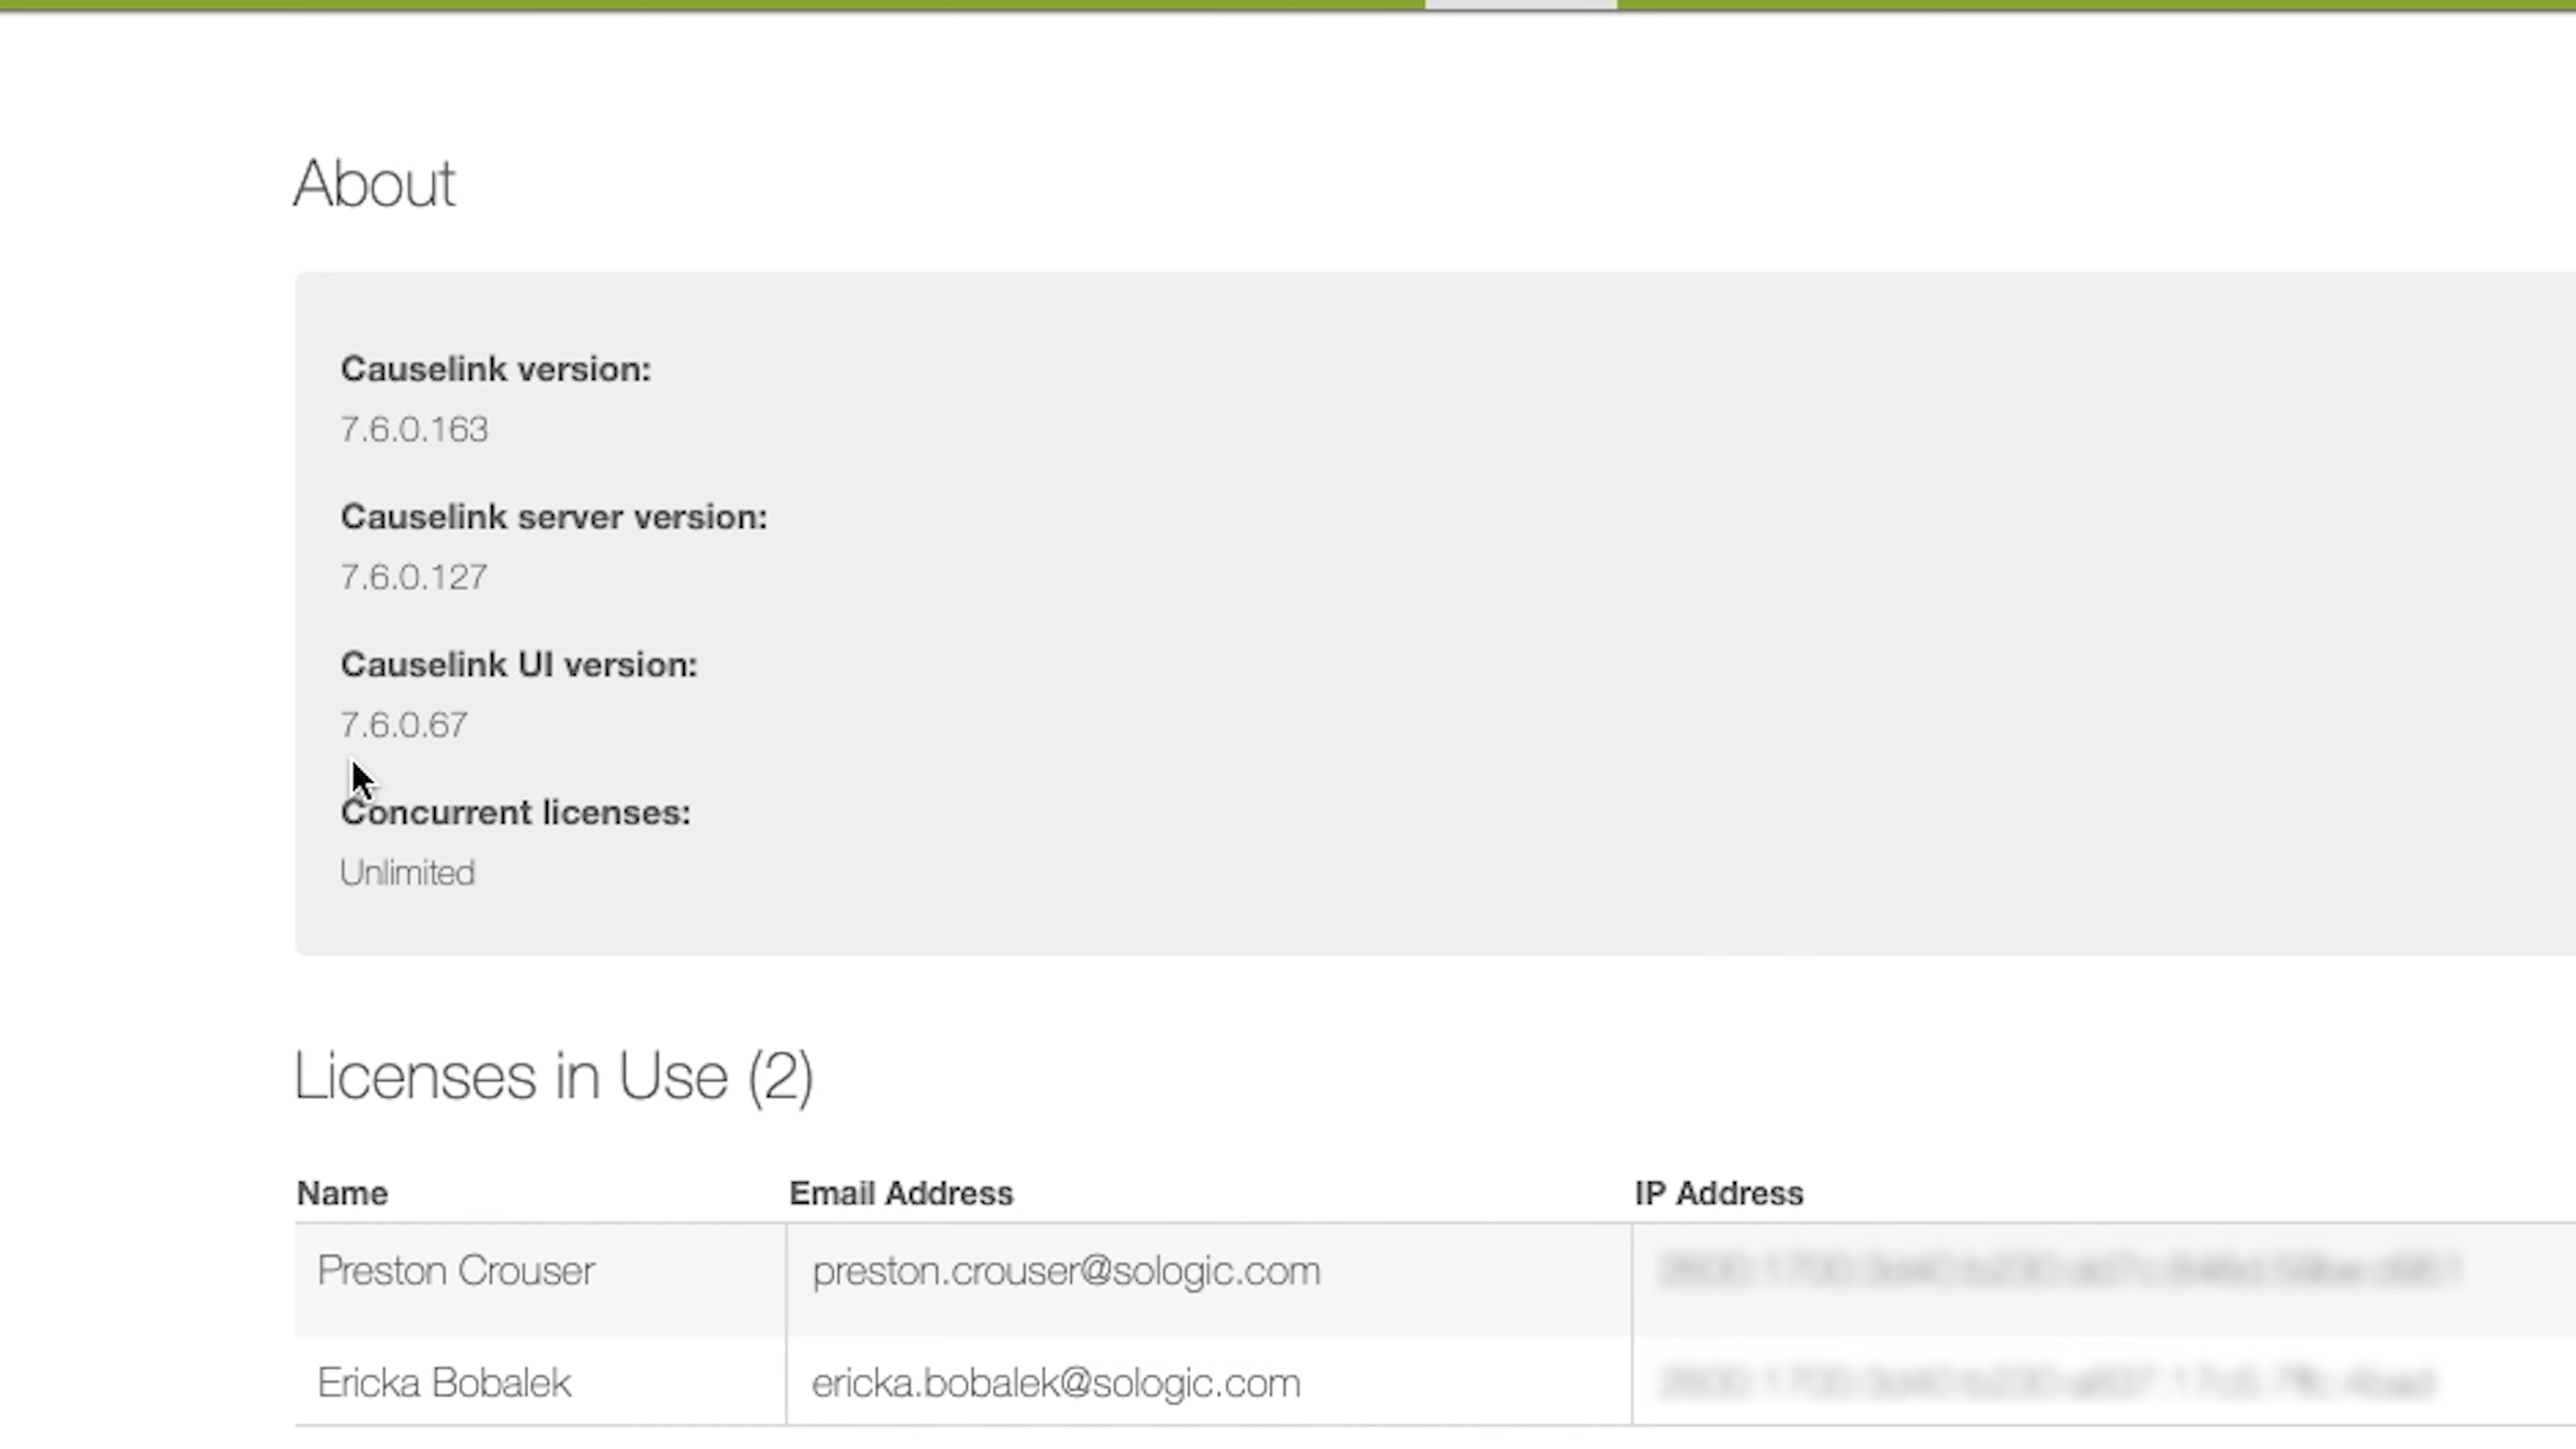 About
Causelink version:
7.6.0.163
Causelink server version:
7.6.0.127
Causelink UI version:
7.6.0.67
Concurrent licenses:
Unlimited
Licenses in Use (2)
Name Email Address IP Address
Preston Crouser preston.crouser@sologic.com
Ericka Bobalek ericka.bobalek@sologic.com